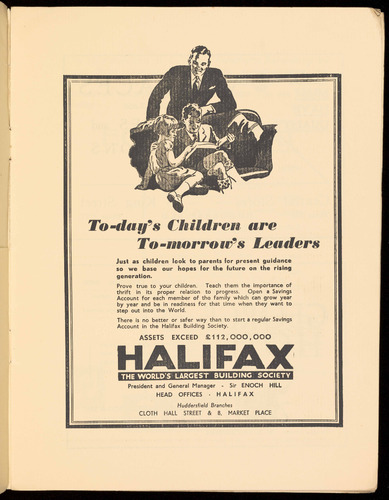 To-day's Children are
To-morrow's Leaders
Just as children look to parents for present guidance
so we base our hopes for the future on the rising
generation.
Prove true to your children. Teach them the importance of
thrift in its proper relation to progress. Open a Savings
Account for each member of the family which can grow year
by year and be in readiness for that time when they want to
step out into the World.
There is no better or safer way than to start a regular Savings
Account in the Halifax Building Society.
ASSETS EXCEED £112,000,000
HALIFAX
THE WORLD'S LARGEST BUILDING SOCIETY
President and General Manager - Sir ENOCH HILL
HEAD OFFICES - HALIFAX
Huddersfield Branches
CLOTH HALL STREET & 8, MARKET PLACE